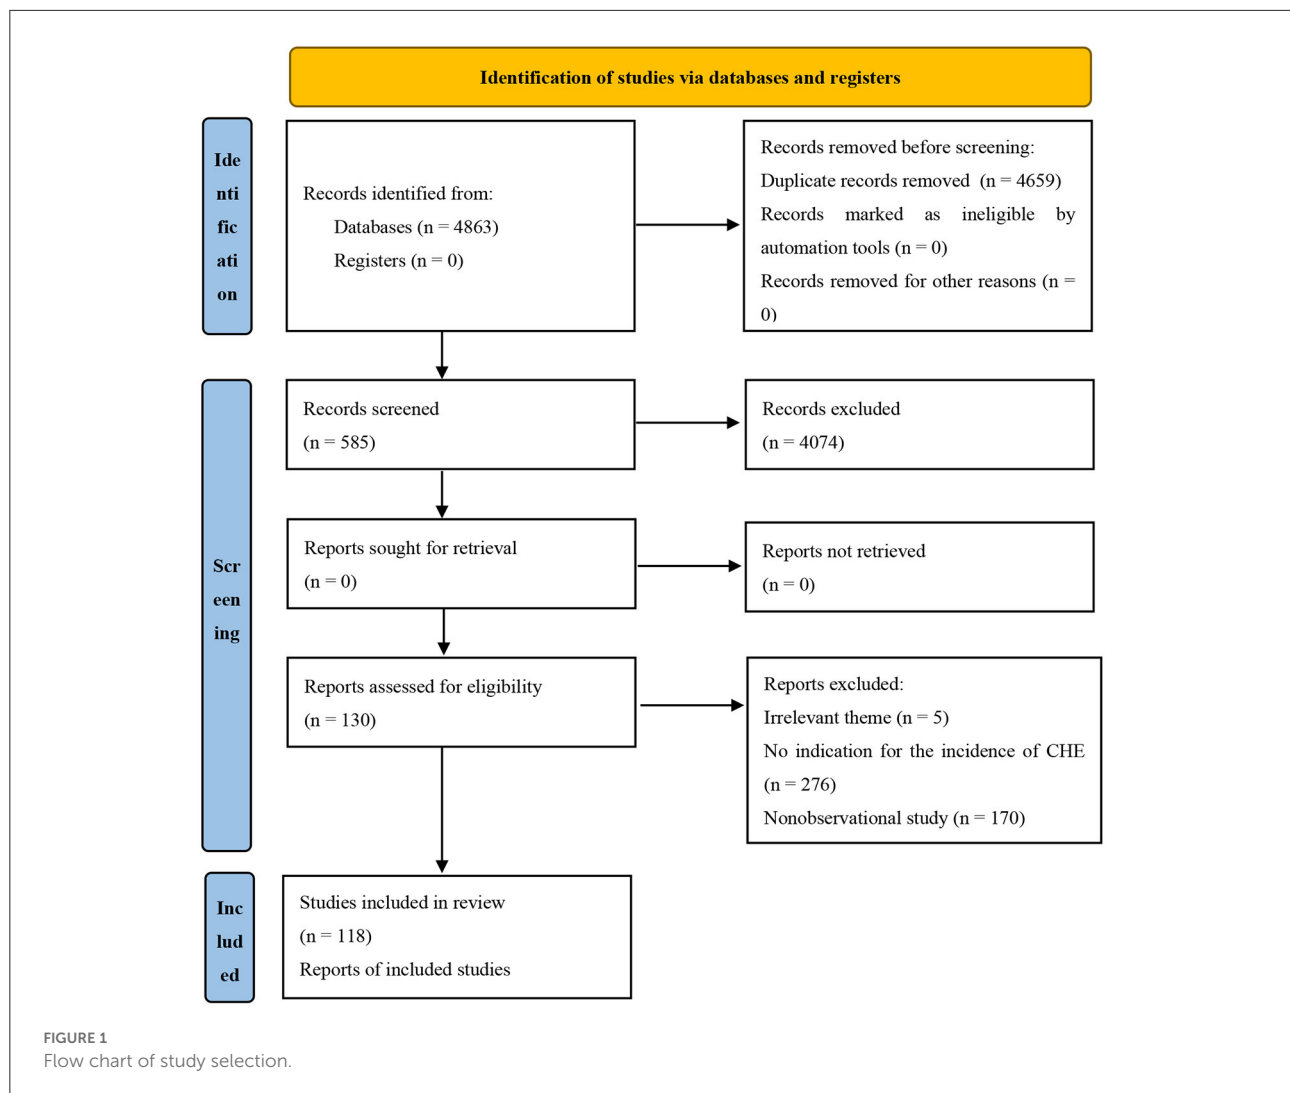 Identification of studies via databases and registers
Ide
nti
fic
ati
on
Records identified from:
Databases (n = 4863)
Registers (n = 0)
Records removed before screening:
Duplicate records removed (n = 4659)
Records marked as ineligible by
automation tools (n = 0)
Records removed for other reasons (n =
0)
Scr
een
ing
Records screened
(n = 585)
Records excluded
(n = 4074)
Reports sought for retrieval
(n = 0)
Reports not retrieved
(n = 0)
Reports assessed for eligibility
(n = 130)
Reports excluded:
Irrelevant theme (n = 5)
No indication for the incidence of CHE
(n = 276)
Nonobservational study (n = 170)
Inc
lud
ed
Studies included in review
(n = 118)
Reports of included studies
FIGURE 1
Flow chart of study selection.